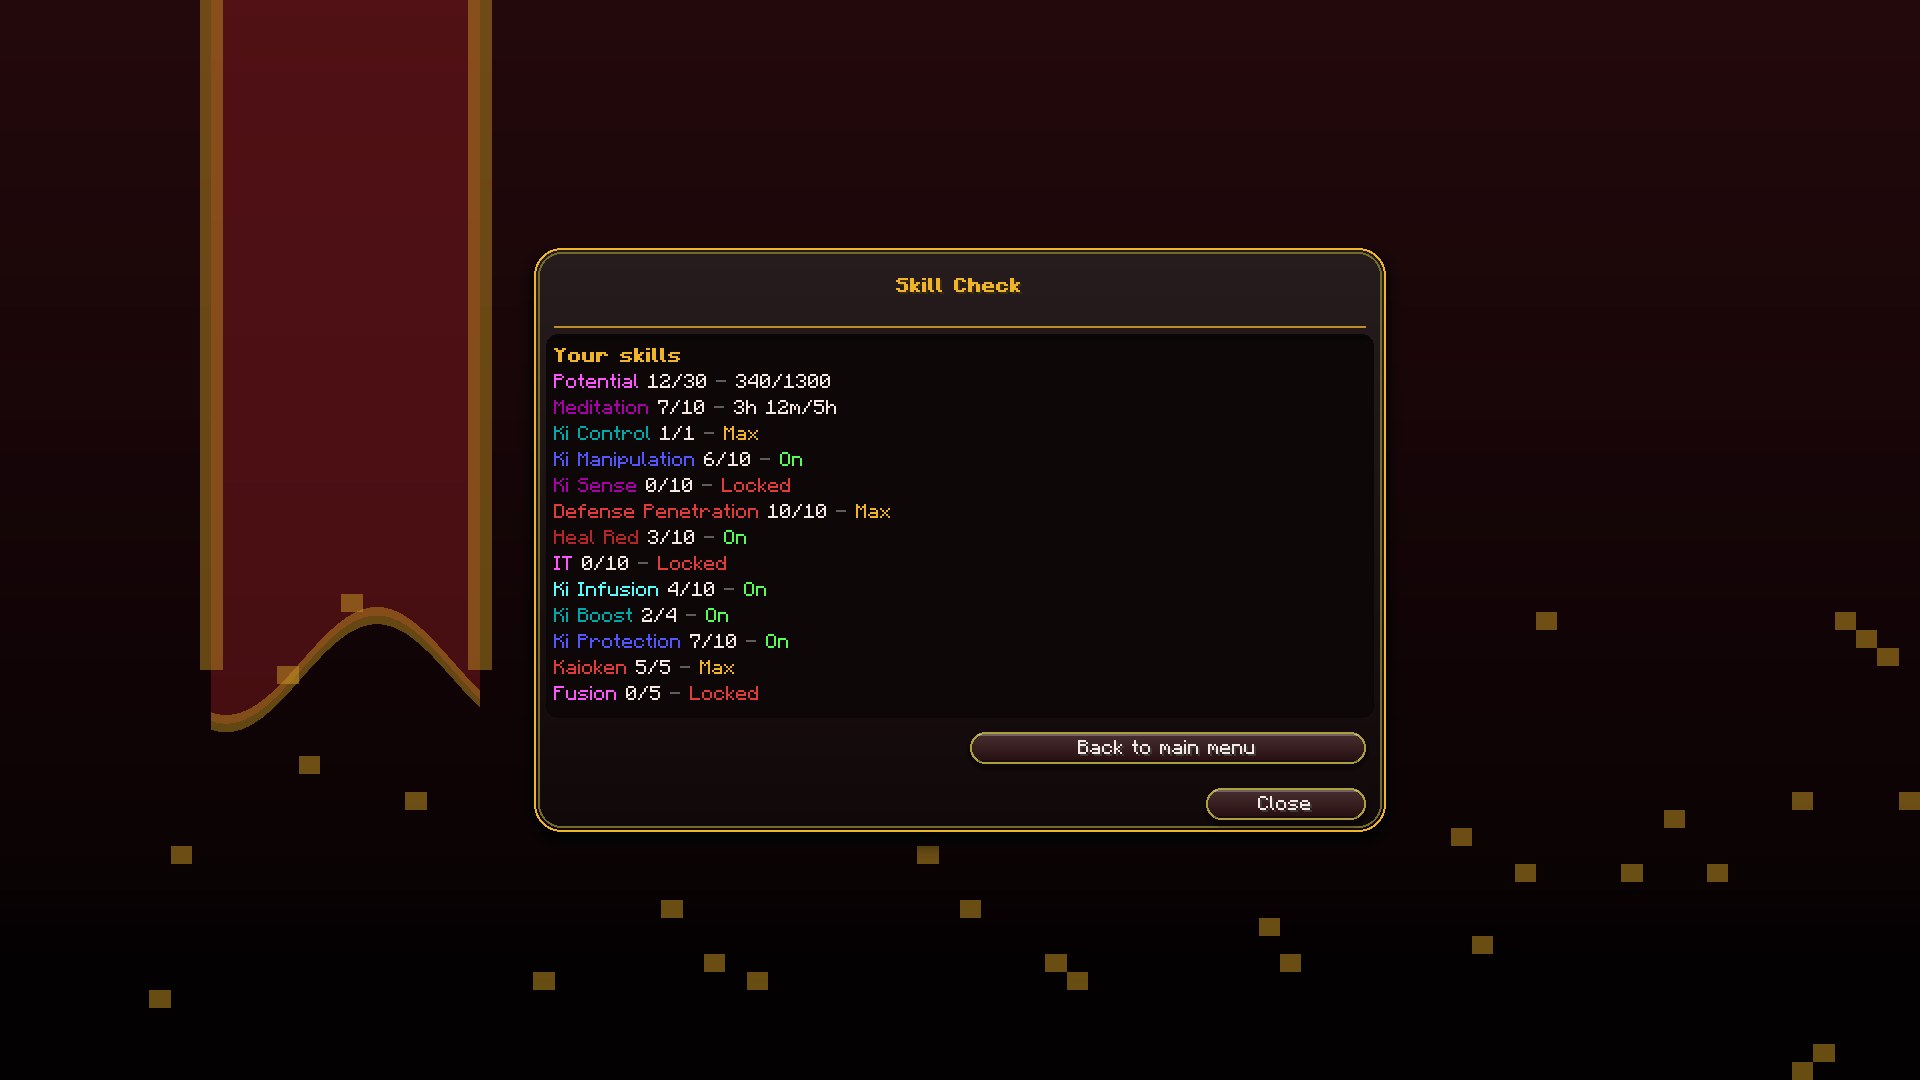 Skill Check
Your skills
Potential 12/30 - 340/1300
Meditation 7/10 - 3h 12m/5h
Ki Control 1/1 - Max
Ki Manipulation 6/10 - On
Ki Sense 0/10 - Locked
Defense Penetration 10/10 - Max
Heal Red 3/10 - On
IT 0/10 - Locked
Ki Infusion 4/10 - On
Ki Boost 2/4 - On
Ki Protection 7/10 - On
Kaioken 5/5 - Max
Fusion 0/5 - Locked
Back to main menu
Close